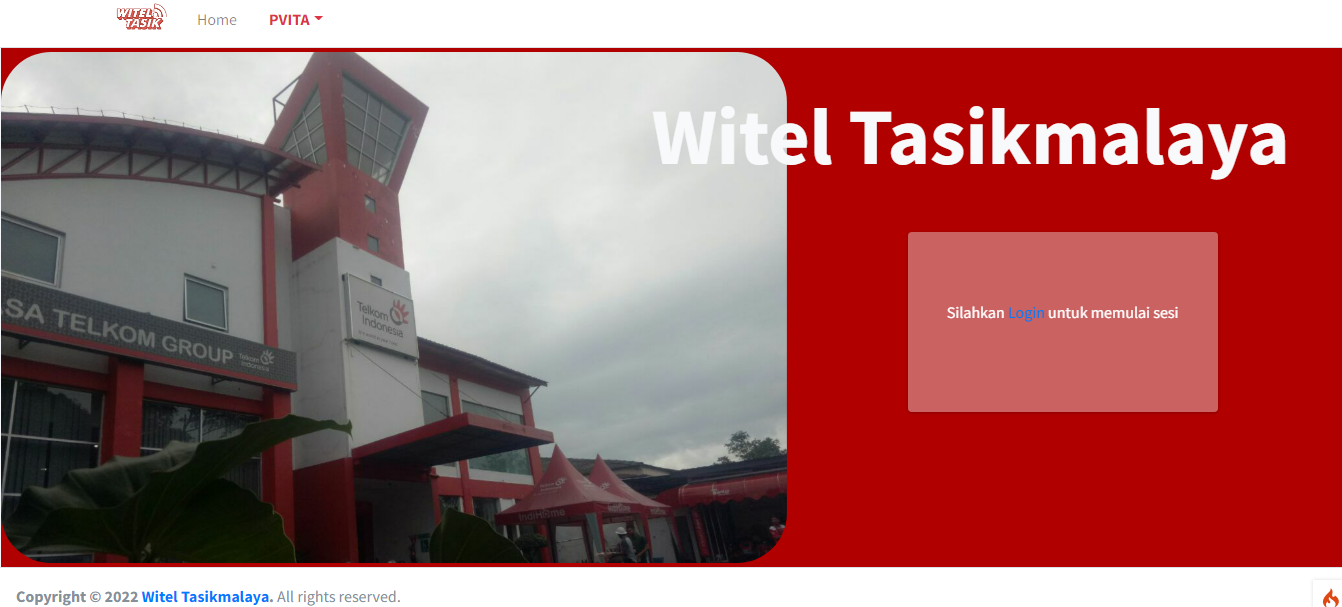 WITEL
TASIK
Home
PVITA
Witel Tasikmalaya
Silahkan Login untuk memulai sesi
Telkom
Indonesia
SA TELKOM GROUP
Telkom
Indonesia
IndiHome
Copyright © 2022 Witel Tasikmalaya. All rights reserved.